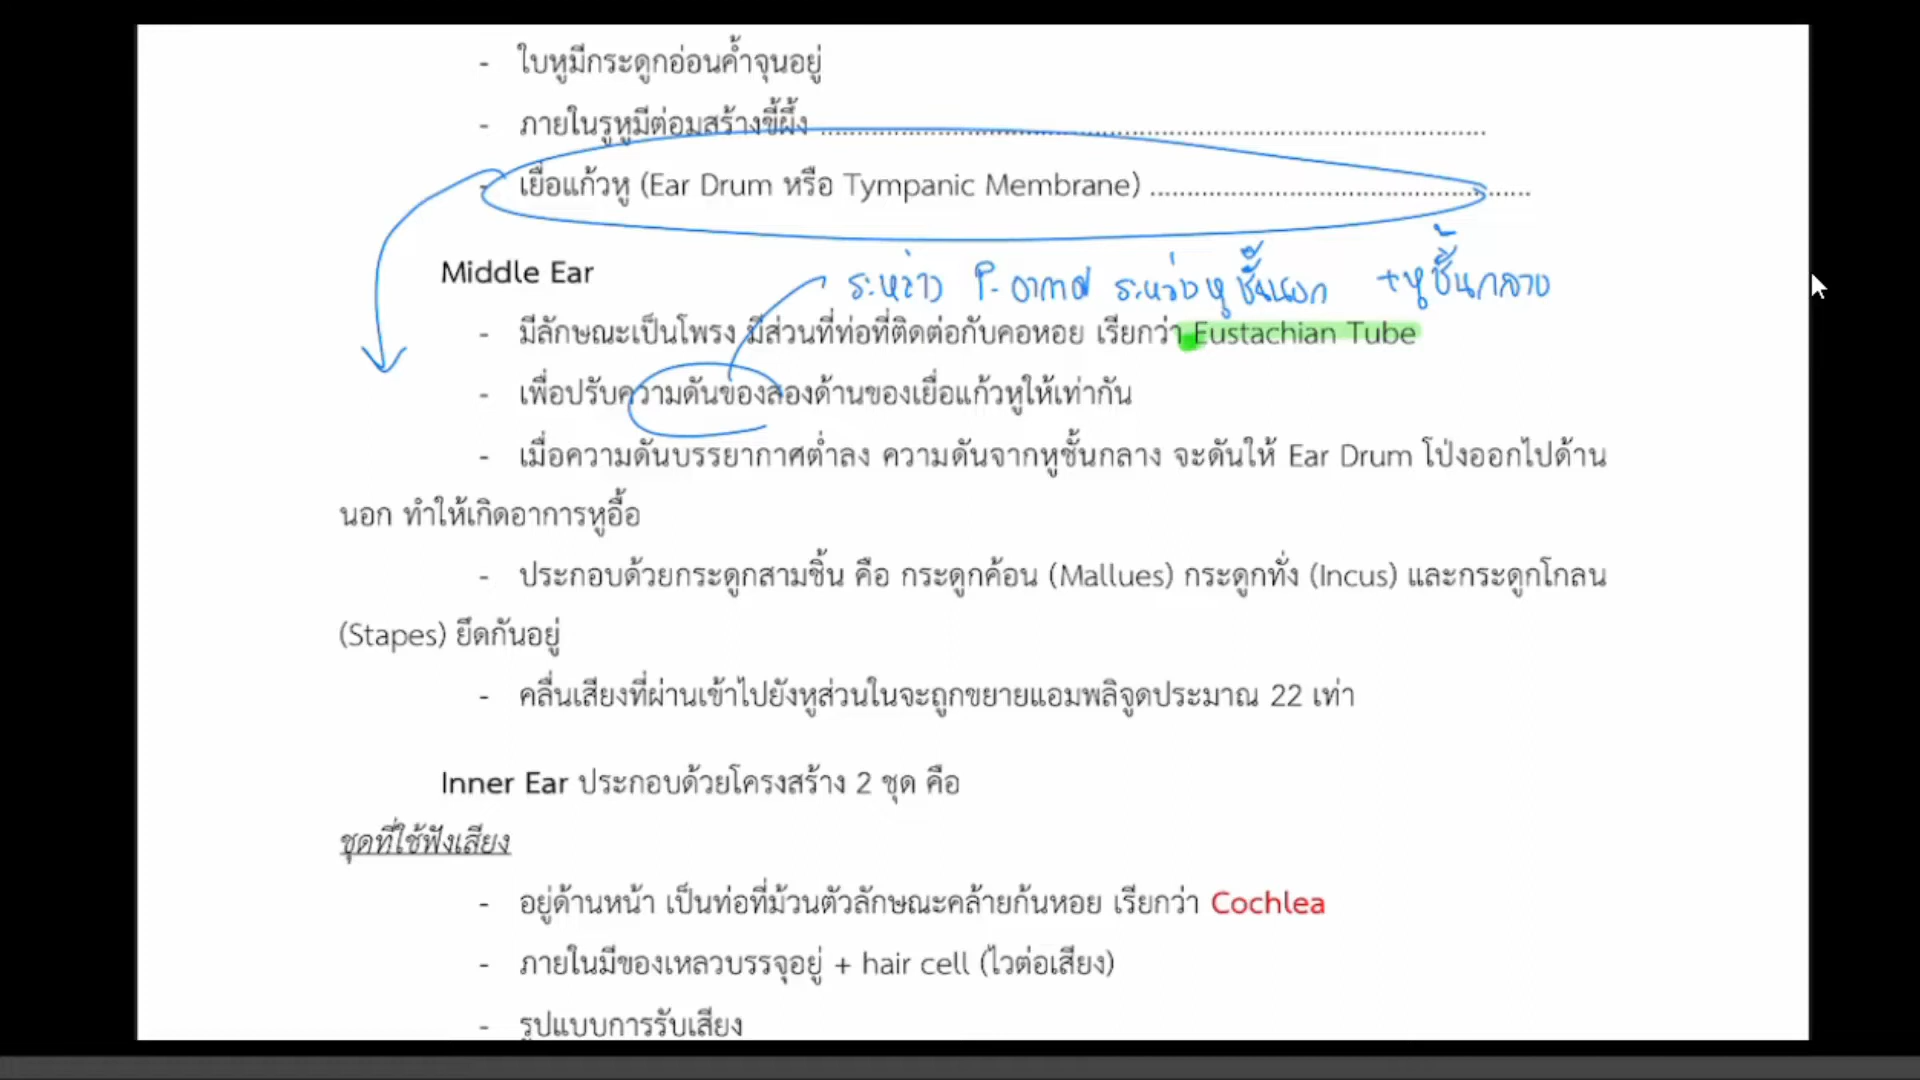 - ใบหูมีกระดูกอ่อนค้ำจุนอยู่
- ภายในรูหูมีต่อมสร้างขี้ผึ้ง ...............................................................................
- เยื่อแก้วหู (Ear Drum หรือ Tympanic Membrane) .............................................
Middle Ear
ระหว่าง P-อากาศ ระหว่างหูชั้นนอก +หูชั้นกลาง
- มีลักษณะเป็นโพรง มีส่วนที่ท่อที่ติดต่อกับคอหอย เรียกว่า Eustachian Tube
- เพื่อปรับความดันของสองด้านของเยื่อแก้วหูให้เท่ากัน
- เมื่อความดันบรรยากาศต่ำลง ความดันจากหูชั้นกลาง จะดันให้ Ear Drum โป่งออกไปด้าน
นอก ทำให้เกิดอาการหูอื้อ
- ประกอบด้วยกระดูกสามชิ้น คือ กระดูกค้อน (Mallues) กระดูกทั่ง (Incus) และกระดูกโกลน
(Stapes) ยึดกันอยู่
- คลื่นเสียงที่ผ่านเข้าไปยังหูส่วนในจะถูกขยายแอมพลิจูดประมาณ 22 เท่า
Inner Ear ประกอบด้วยโครงสร้าง 2 ชุด คือ
ชุดที่ใช้ฟังเสียง
- อยู่ด้านหน้า เป็นท่อที่ม้วนตัวลักษณะคล้ายก้นหอย เรียกว่า Cochlea
- ภายในมีของเหลวบรรจุอยู่ + hair cell (ไวต่อเสียง)
- รูปแบบการรับเสียง